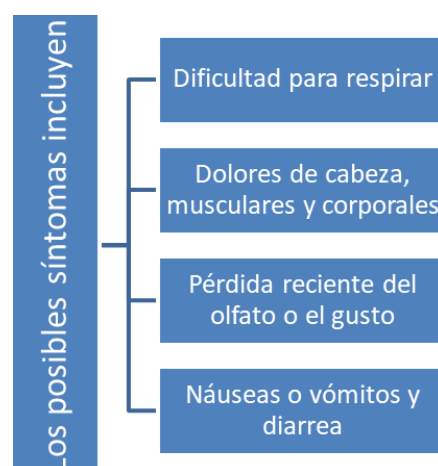 Los posibles síntomas incluyen
Dificultad para respirar
Dolores de cabeza,
musculares y corporales
Pérdida reciente del
olfato o el gusto
Náuseas o vómitos y
diarrea